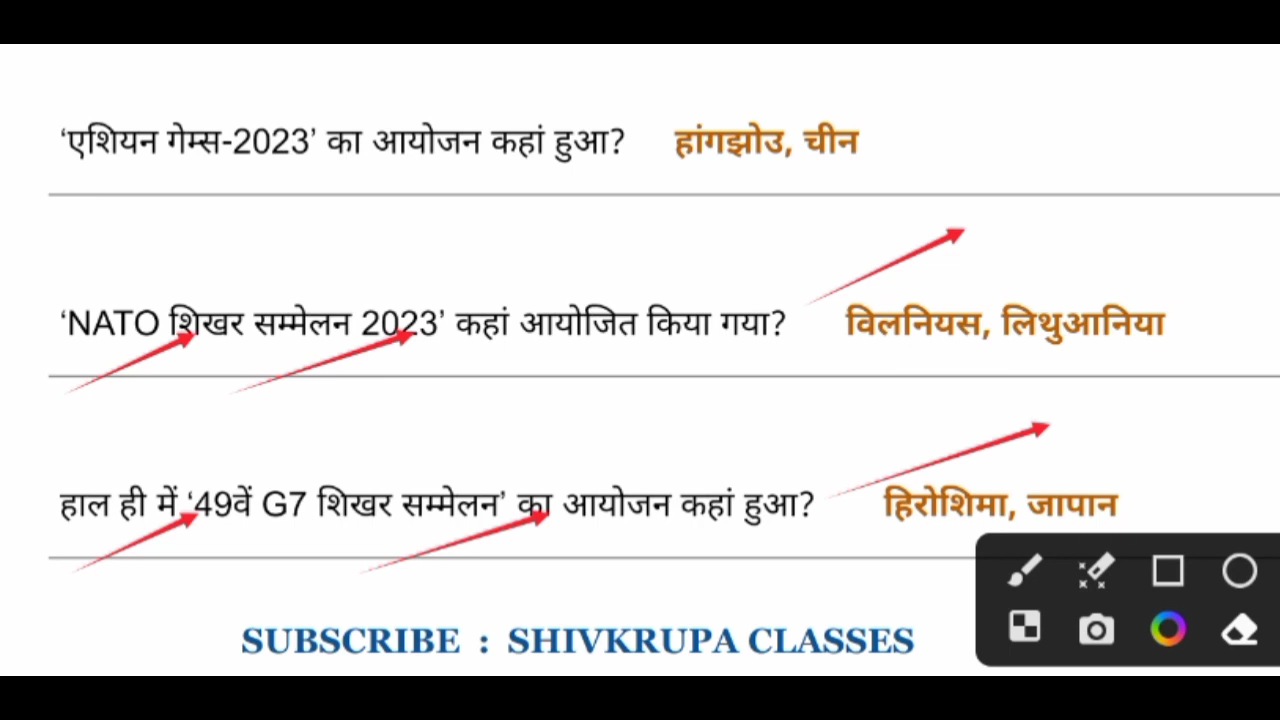 ‘एशियन गेम्स-2023’ का आयोजन कहां हुआ? हांगझोउ, चीन
‘NATO शिखर सम्मेलन 2023’ कहां आयोजित किया गया? विलनियस, लिथुआनिया
हाल ही में ‘49वें G7 शिखर सम्मेलन’ का आयोजन कहां हुआ? हिरोशिमा, जापान
SUBSCRIBE : SHIVKRUPA CLASSES